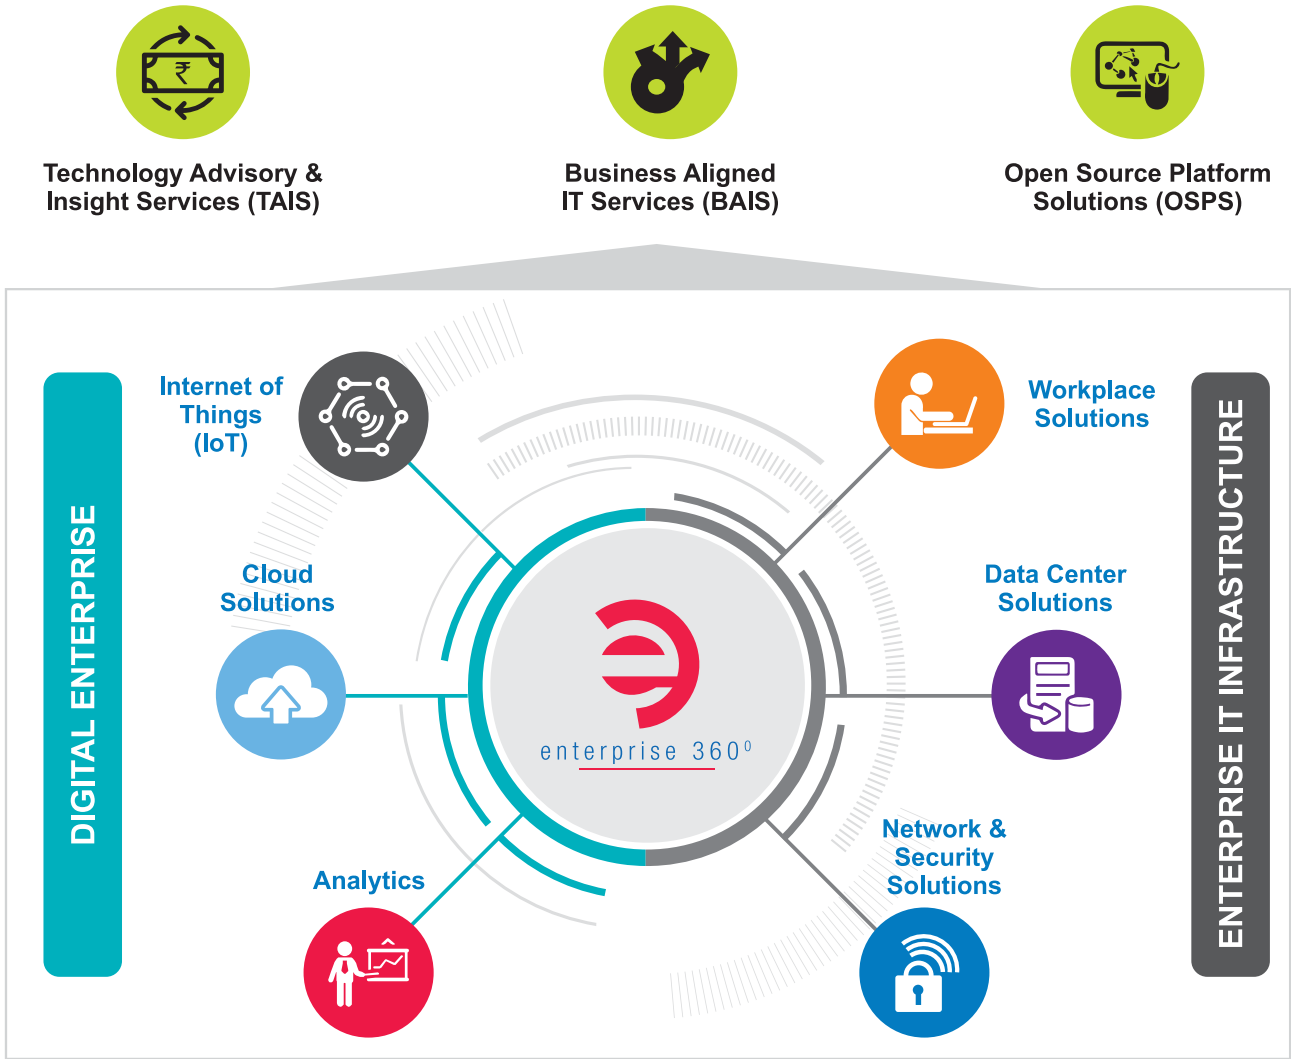 ₹
Technology Advisory &
Insight Services (TAIS)
Business Aligned
IT Services (BAIS)
Open Source Platform
Solutions (OSPS)
DIGITAL ENTERPRISE
Internet of
Things
(IoT)
Cloud
Solutions
Analytics
enterprise 360⁰
Workplace
Solutions
Data Center
Solutions
Network &
Security
Solutions
ENTERPRISE IT INFRASTRUCTURE